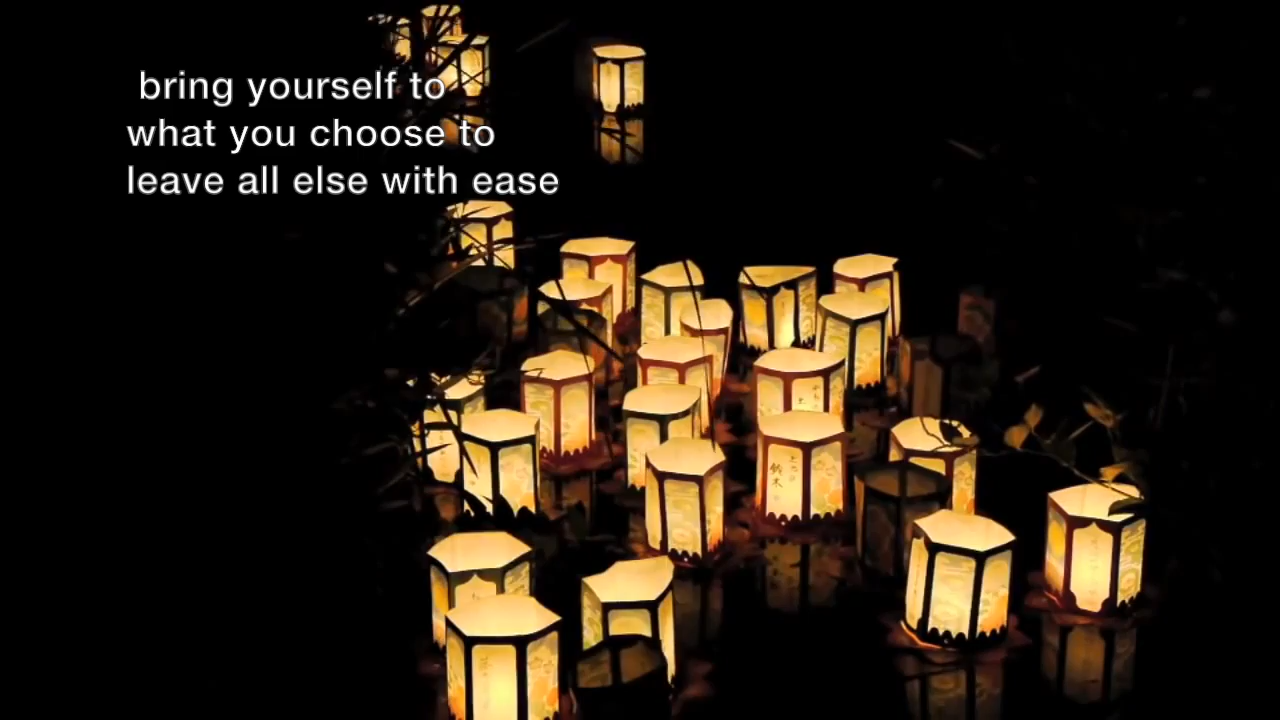 bring yourself to
what you choose to
leave all else with ease
鈴木